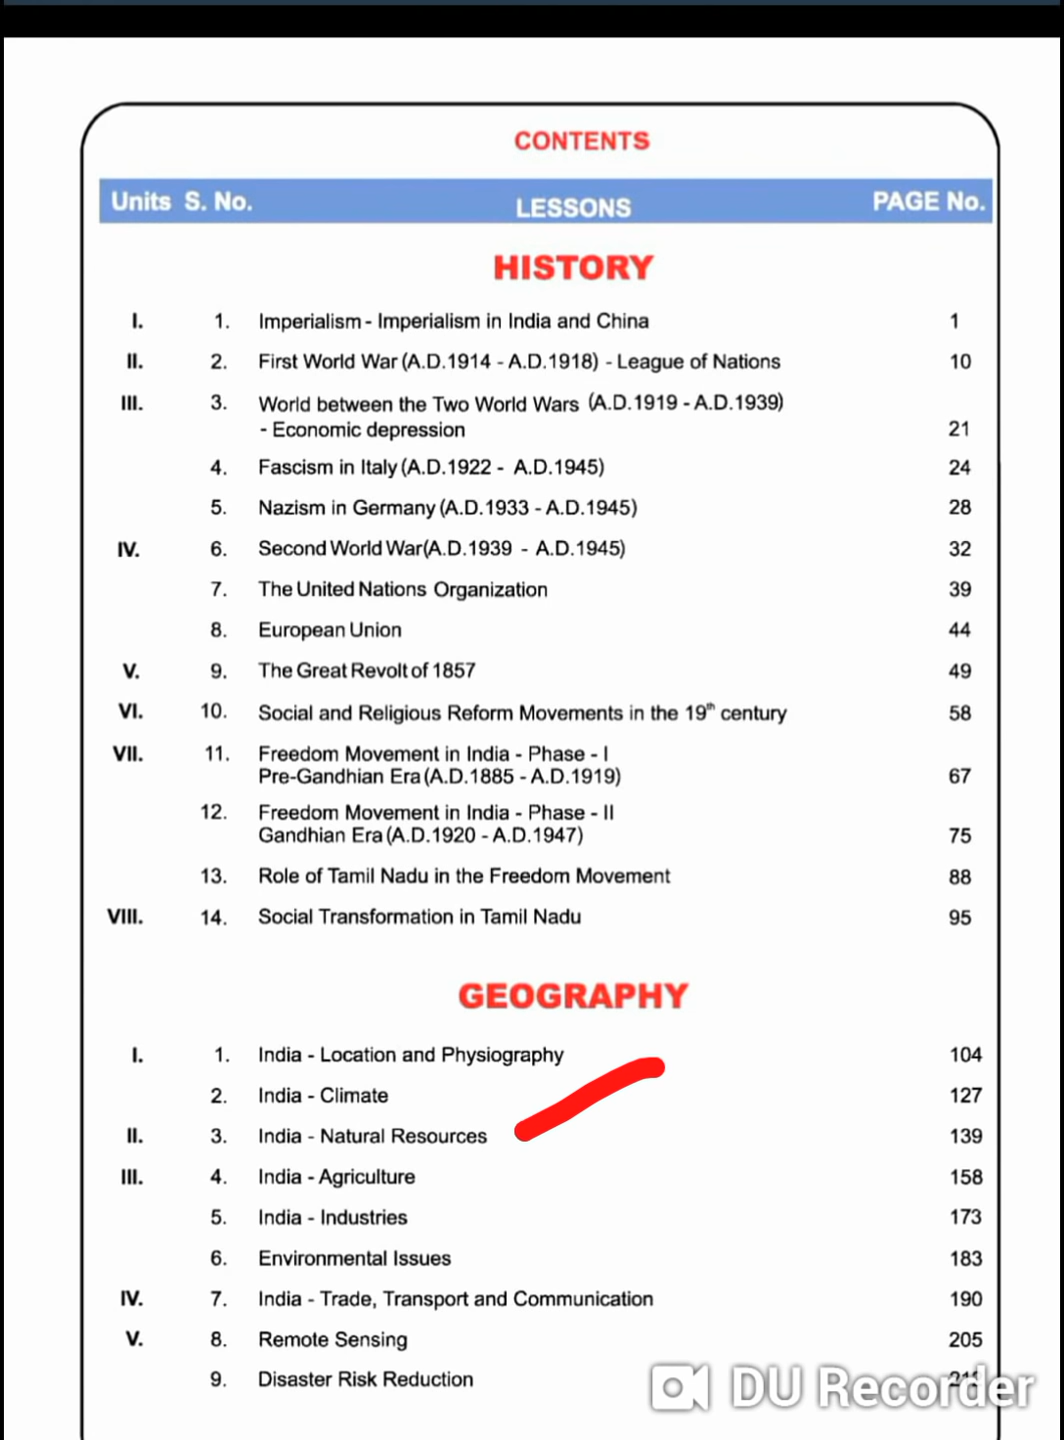 CONTENTS
Units S. No. LESSONS PAGE No.
HISTORY
I. 1. Imperialism - Imperialism in India and China 1
II. 2. First World War (A.D.1914 - A.D.1918) - League of Nations 10
III. 3. World between the Two World Wars (A.D.1919 - A.D.1939)
- Economic depression 21
4. Fascism in Italy (A.D.1922 - A.D.1945) 24
5. Nazism in Germany (A.D.1933 - A.D.1945) 28
IV. 6. Second World War(A.D.1939 - A.D.1945) 32
7. The United Nations Organization 39
8. European Union 44
V. 9. The Great Revolt of 1857 49
VI. 10. Social and Religious Reform Movements in the 19th century 58
VII. 11. Freedom Movement in India - Phase - I
Pre-Gandhian Era (A.D.1885 - A.D.1919) 67
12. Freedom Movement in India - Phase - II
Gandhian Era (A.D.1920 - A.D.1947) 75
13. Role of Tamil Nadu in the Freedom Movement 88
VIII. 14. Social Transformation in Tamil Nadu 95
GEOGRAPHY
I. 1. India - Location and Physiography 104
2. India - Climate 127
II. 3. India - Natural Resources 139
III. 4. India - Agriculture 158
5. India - Industries 173
6. Environmental Issues 183
IV. 7. India - Trade, Transport and Communication 190
V. 8. Remote Sensing 205
9. Disaster Risk Reduction
DU Recorder